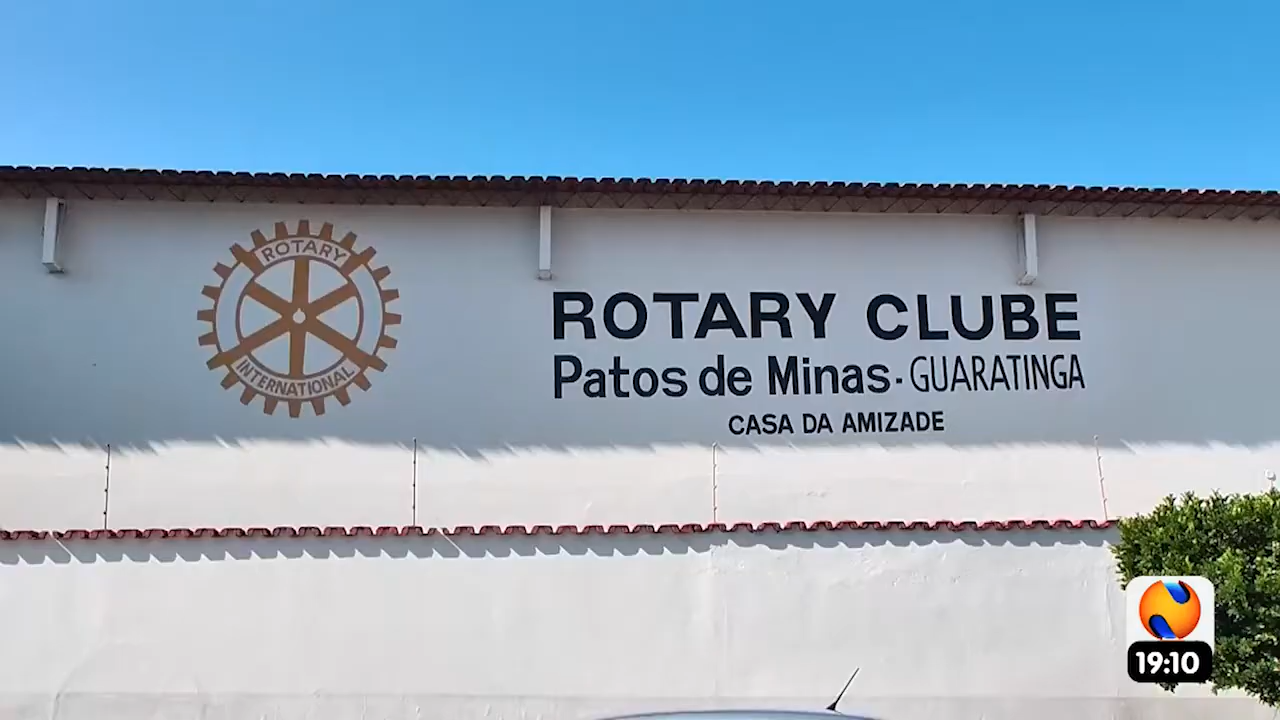 ROTARY
INTERNATIONAL
ROTARY CLUBE
Patos de Minas - GUARATINGA
CASA DA AMIZADE
19:10